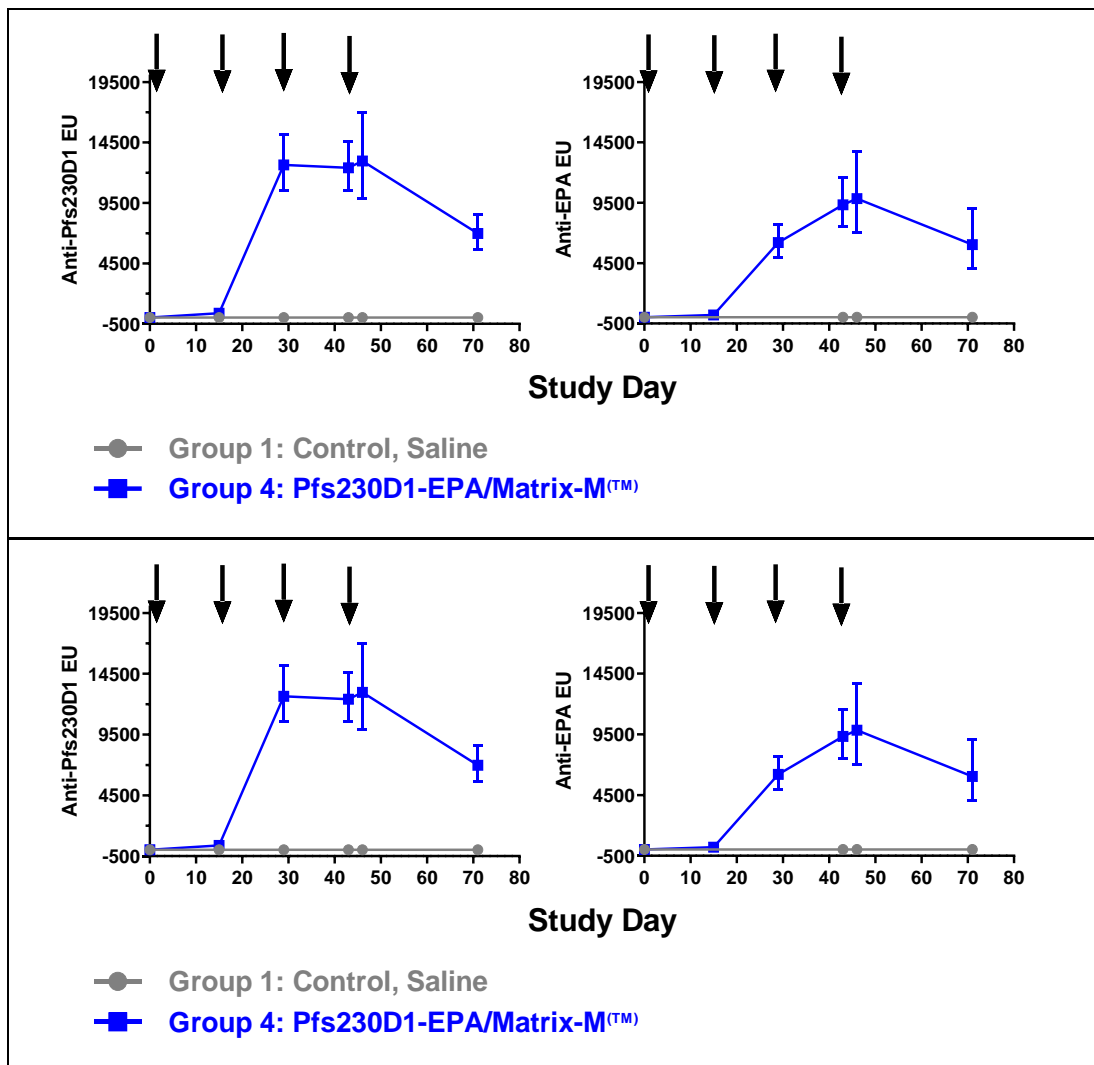 19500
14500
9500
4500
-500
Anti-Pfs230D1 EU
0 10 20 30 40 50 60 70 80
19500
14500
9500
4500
-500
Anti-EPA EU
0 10 20 30 40 50 60 70 80
Study Day
Group 1: Control, Saline
Group 4: Pfs230D1-EPA/Matrix-M(TM)
19500
14500
9500
4500
-500
Anti-Pfs230D1 EU
0 10 20 30 40 50 60 70 80
19500
14500
9500
4500
-500
Anti-EPA EU
0 10 20 30 40 50 60 70 80
Study Day
Group 1: Control, Saline
Group 4: Pfs230D1-EPA/Matrix-M(TM)